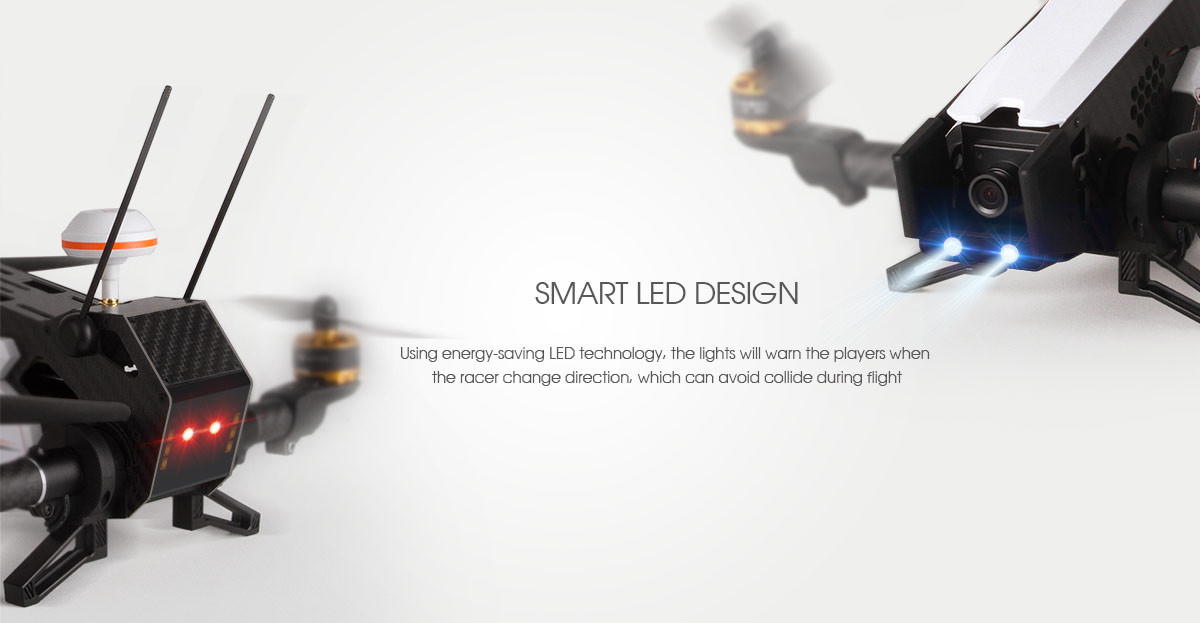 SMART LED DESIGN
Using energy-saving LED technology, the lights will warn the players when
the racer change direction, which can avoid collide during flight